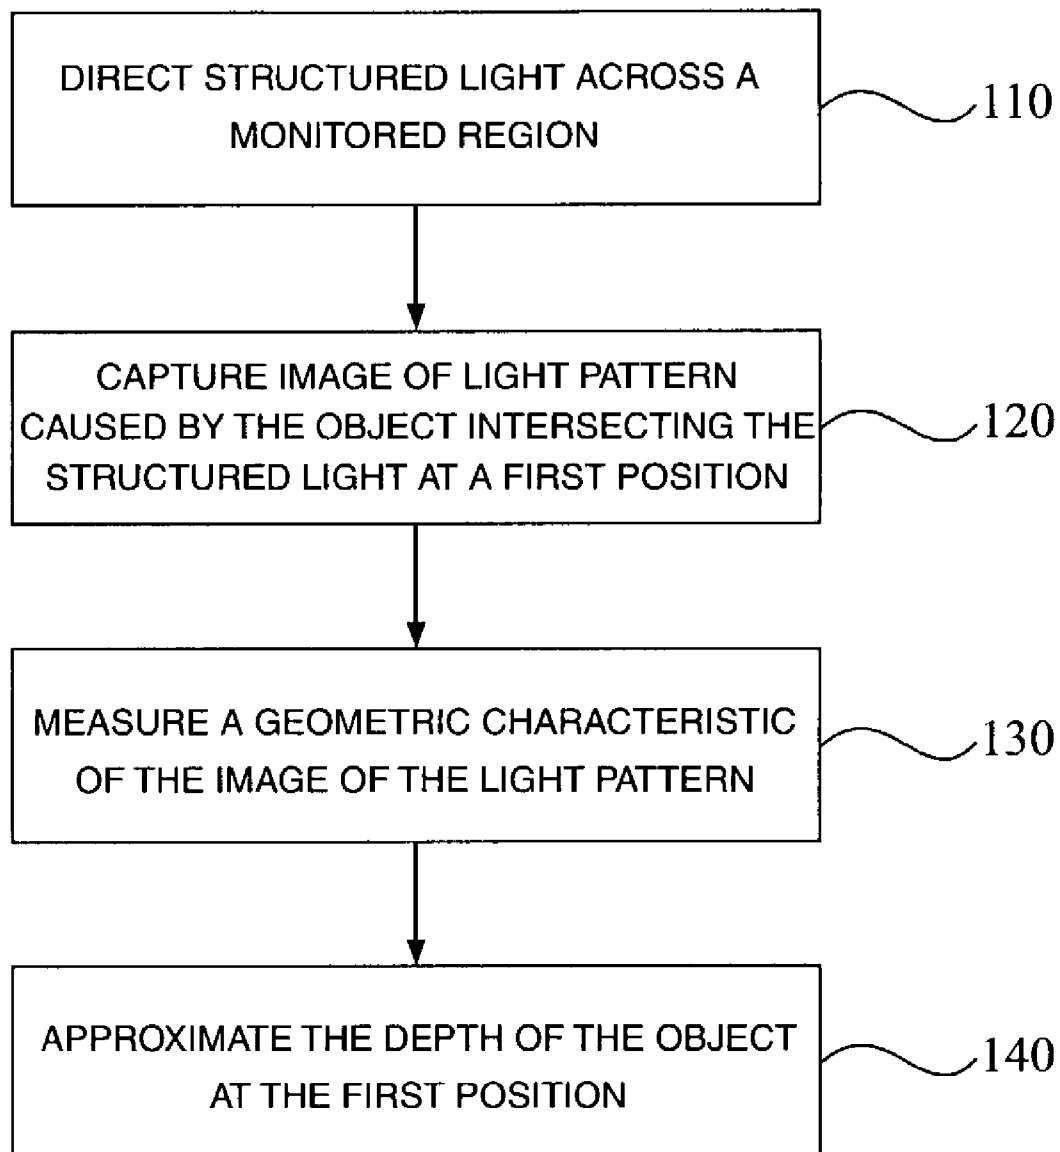 DIRECT STRUCTURED LIGHT ACROSS A
MONITORED REGION
110
CAPTURE IMAGE OF LIGHT PATTERN
CAUSED BY THE OBJECT INTERSECTING THE
STRUCTURED LIGHT AT A FIRST POSITION
120
MEASURE A GEOMETRIC CHARACTERISTIC
OF THE IMAGE OF THE LIGHT PATTERN
130
APPROXIMATE THE DEPTH OF THE OBJECT
AT THE FIRST POSITION
140